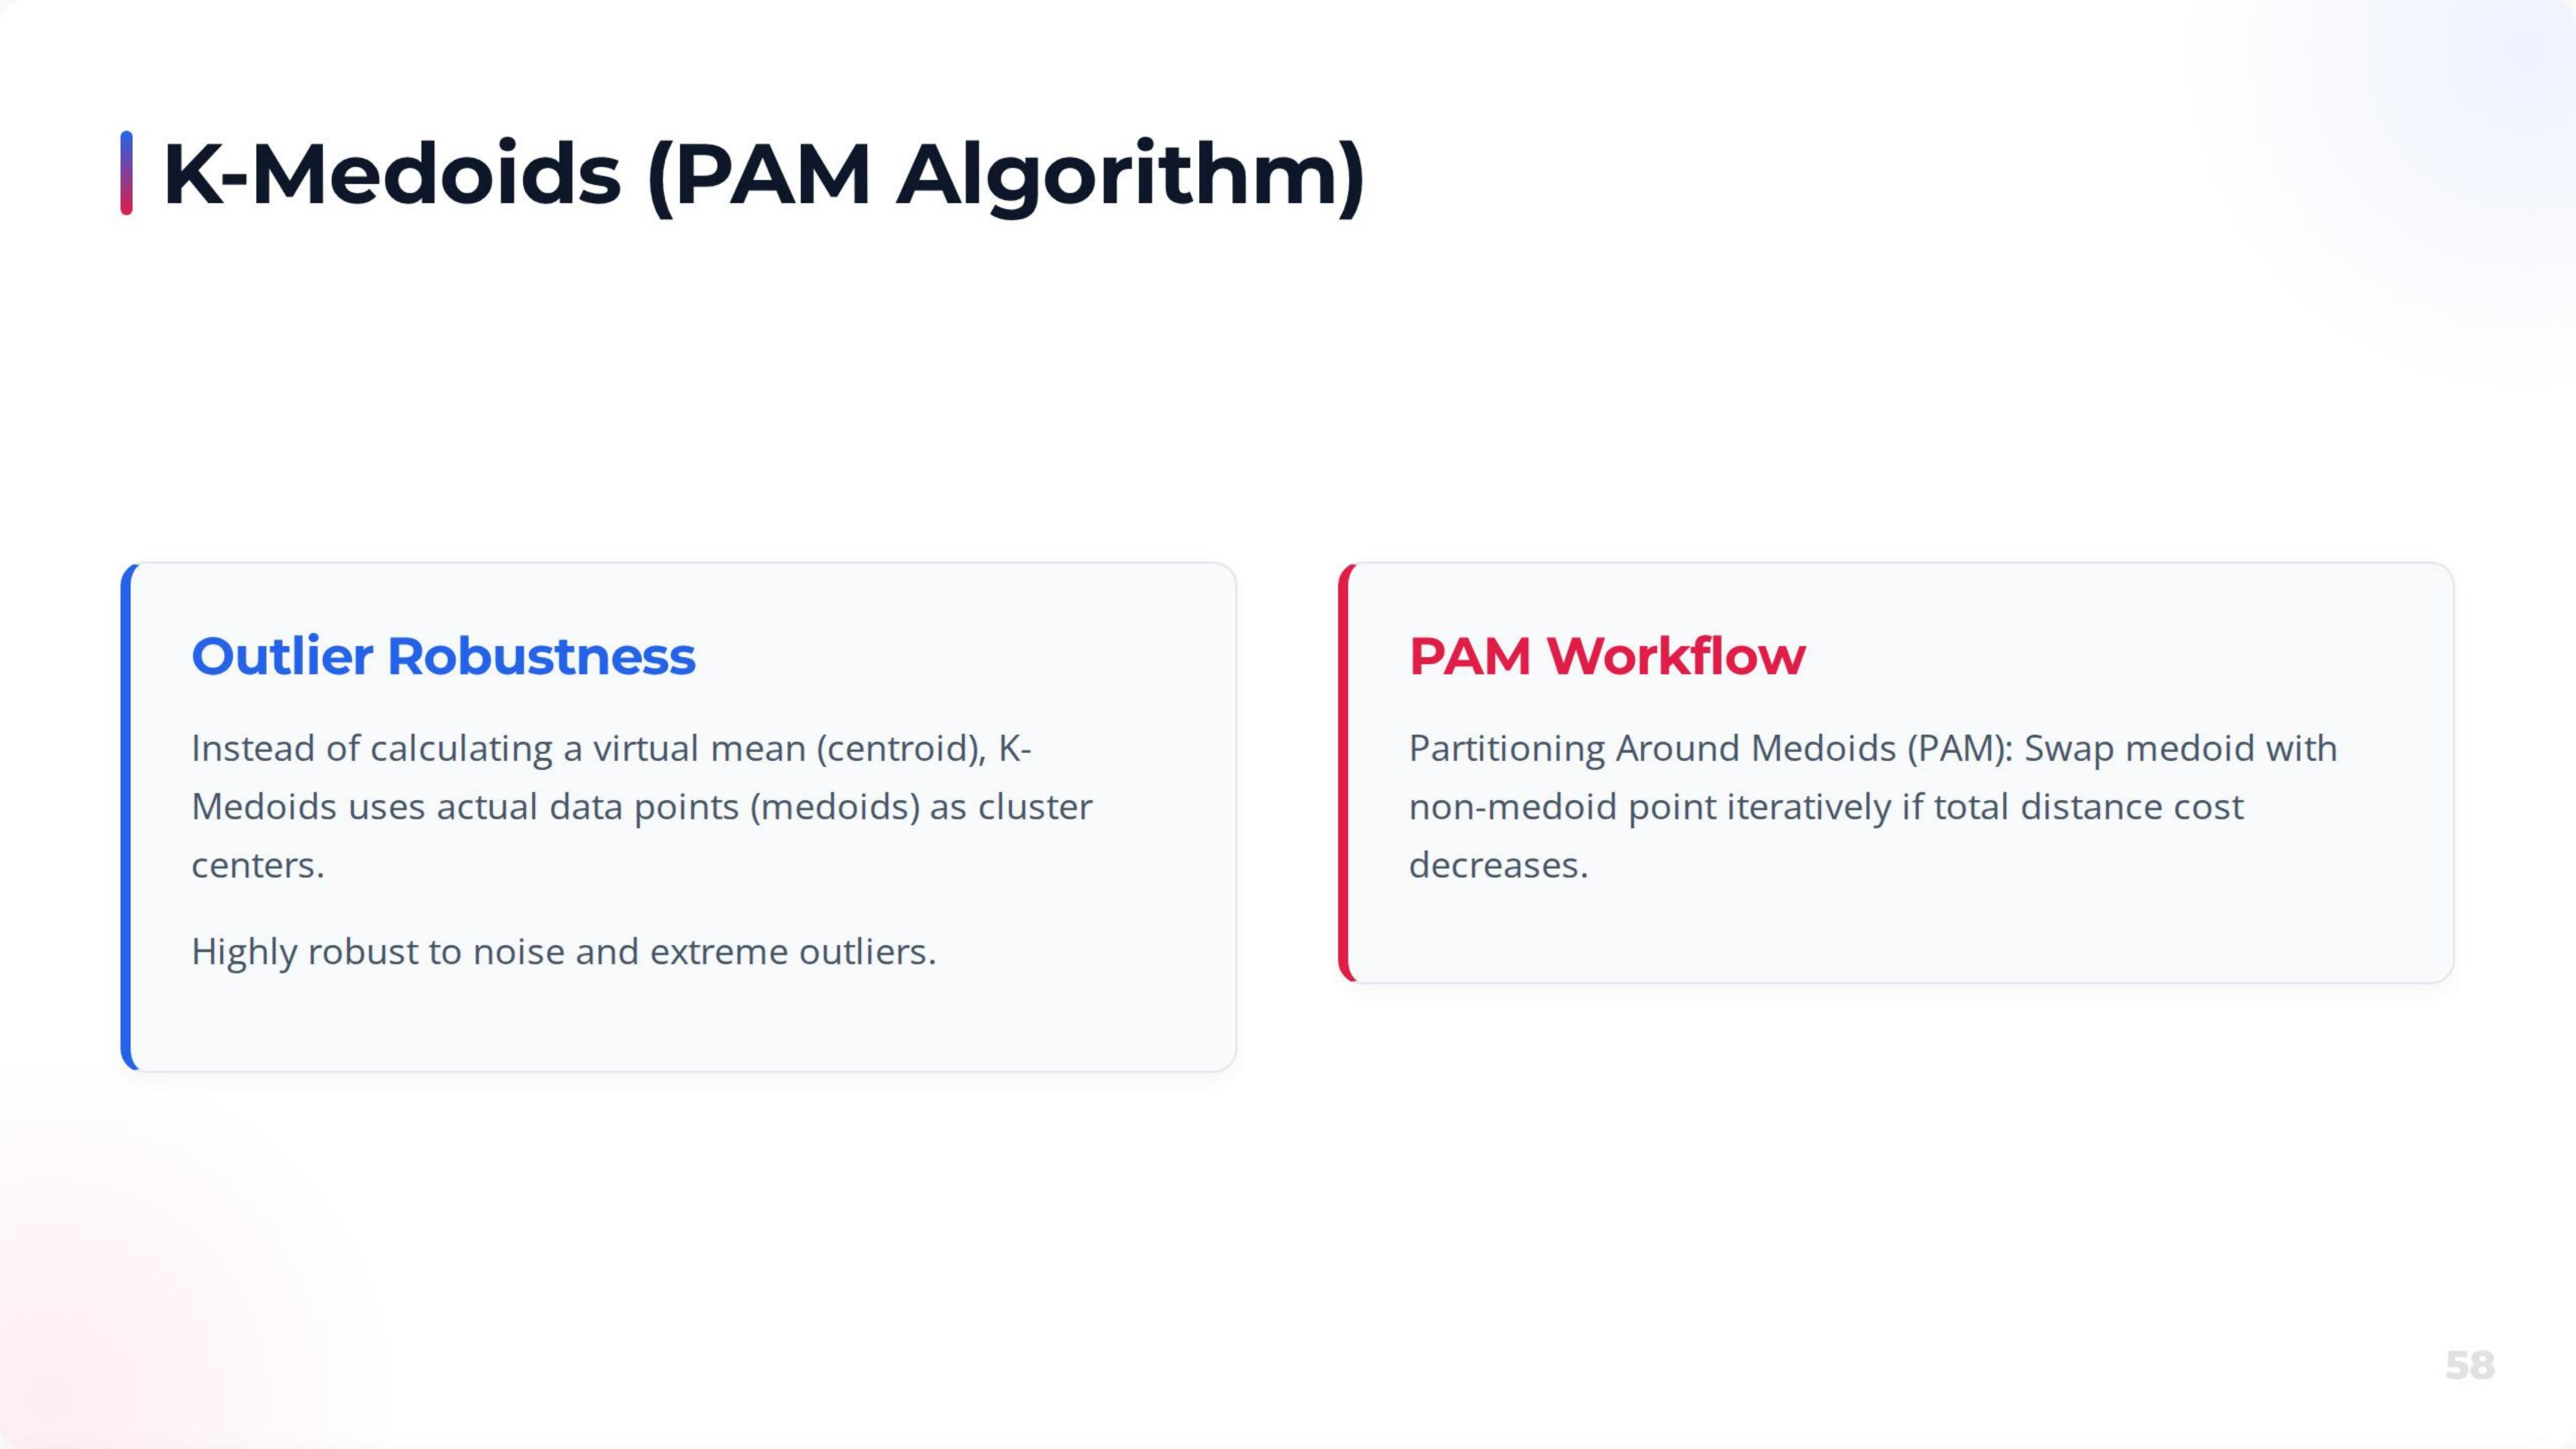 K-Medoids (PAM Algorithm)
Outlier Robustness
Instead of calculating a virtual mean (centroid), K-
Medoids uses actual data points (medoids) as cluster
centers.
Highly robust to noise and extreme outliers.
PAM Workflow
Partitioning Around Medoids (PAM): Swap medoid with
non-medoid point iteratively if total distance cost
decreases.
58